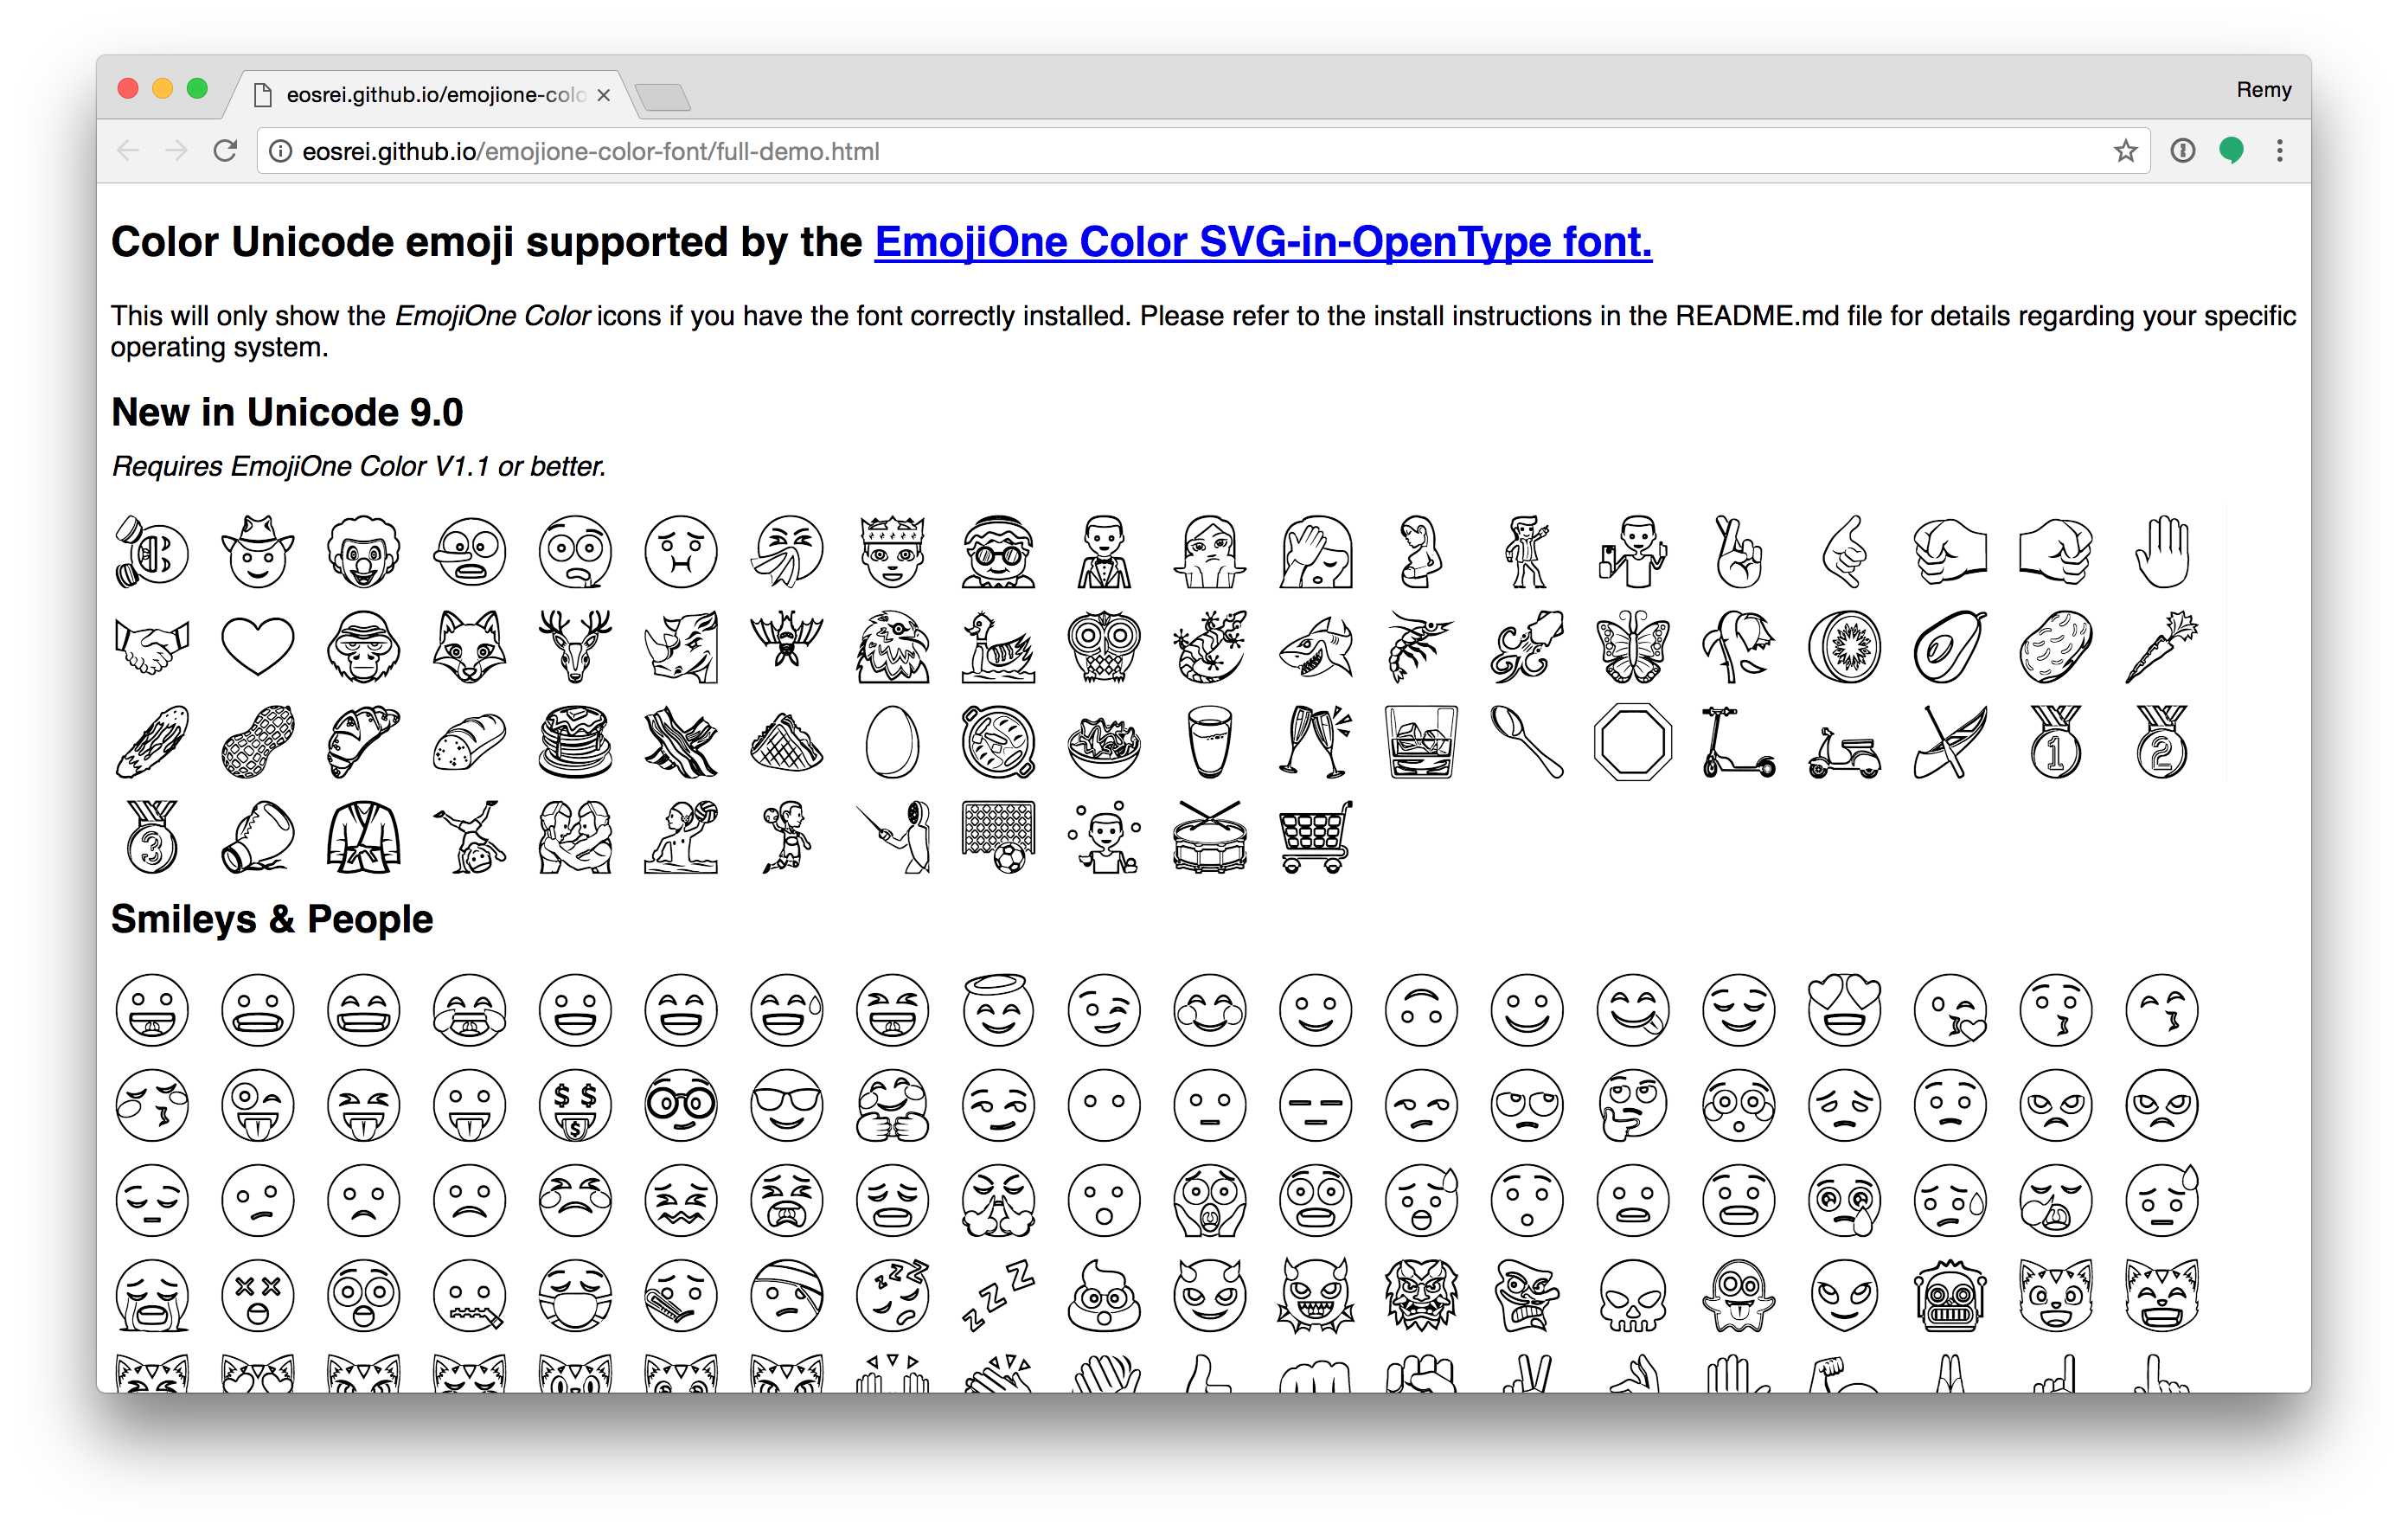 eosrei.github.io/emojione-colo
Remy
eosrei.github.io/emojione-color-font/full-demo.html
Color Unicode emoji supported by the EmojiOne Color SVG-in-OpenType font.
This will only show the EmojiOne Color icons if you have the font correctly installed. Please refer to the install instructions in the README.md file for details regarding your specific
operating system.
New in Unicode 9.0
Requires EmojiOne Color V1.1 or better.
1 2
3
Smileys & People
$ $
$
z z z z z z